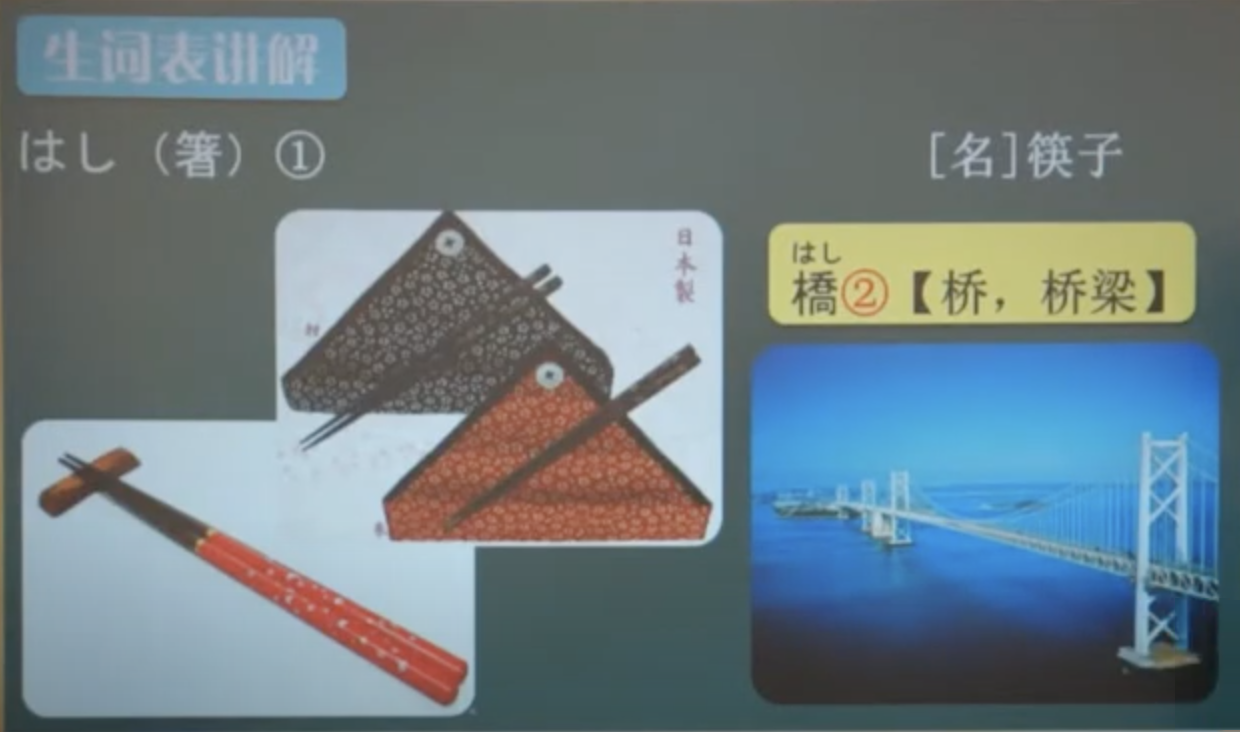 生词表讲解
はし（箸）①
[名]筷子
日本製
はし
橋②【桥，桥梁】